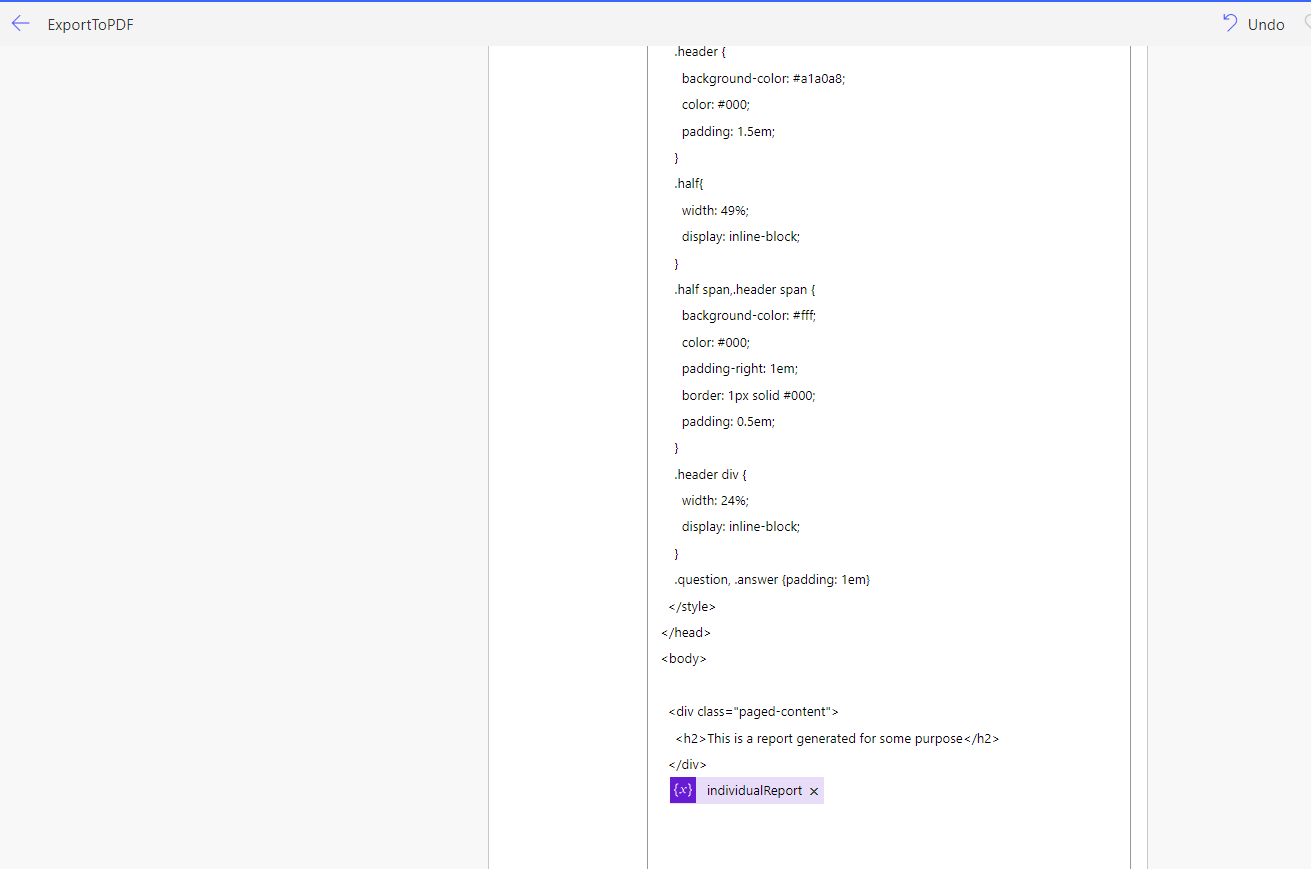 ExportToPDF
Undo
.header {
background-color: #a1a0a8;
color: #000;
padding: 1.5em;
}
.half{
width: 49%;
display: inline-block;
}
.half span,.header span {
background-color: #fff;
color: #000;
padding-right: 1em;
border: 1px solid #000;
padding: 0.5em;
}
.header div {
width: 24%;
display: inline-block;
}
.question, .answer {padding: 1em}
</style>
</head>
<body>
<div class="paged-content">
<h2>This is a report generated for some purpose</h2>
</div>
{x} individualReport ×